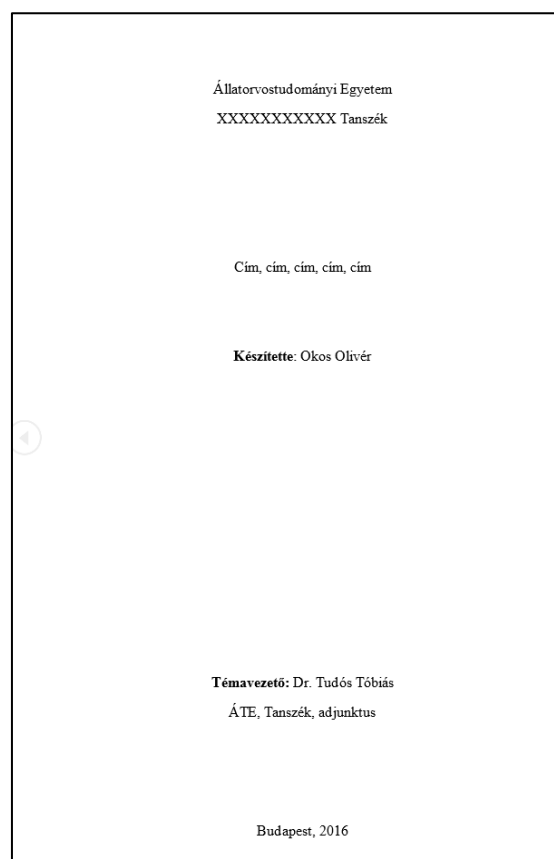 Állatorvostudományi Egyetem
XXXXXXXXXXX Tanszék
Cím, cím, cím, cím, cím
Készítette: Okos Olivér
Témavezető: Dr. Tudós Tóbiás
ÁTE, Tanszék, adjunktus
Budapest, 2016